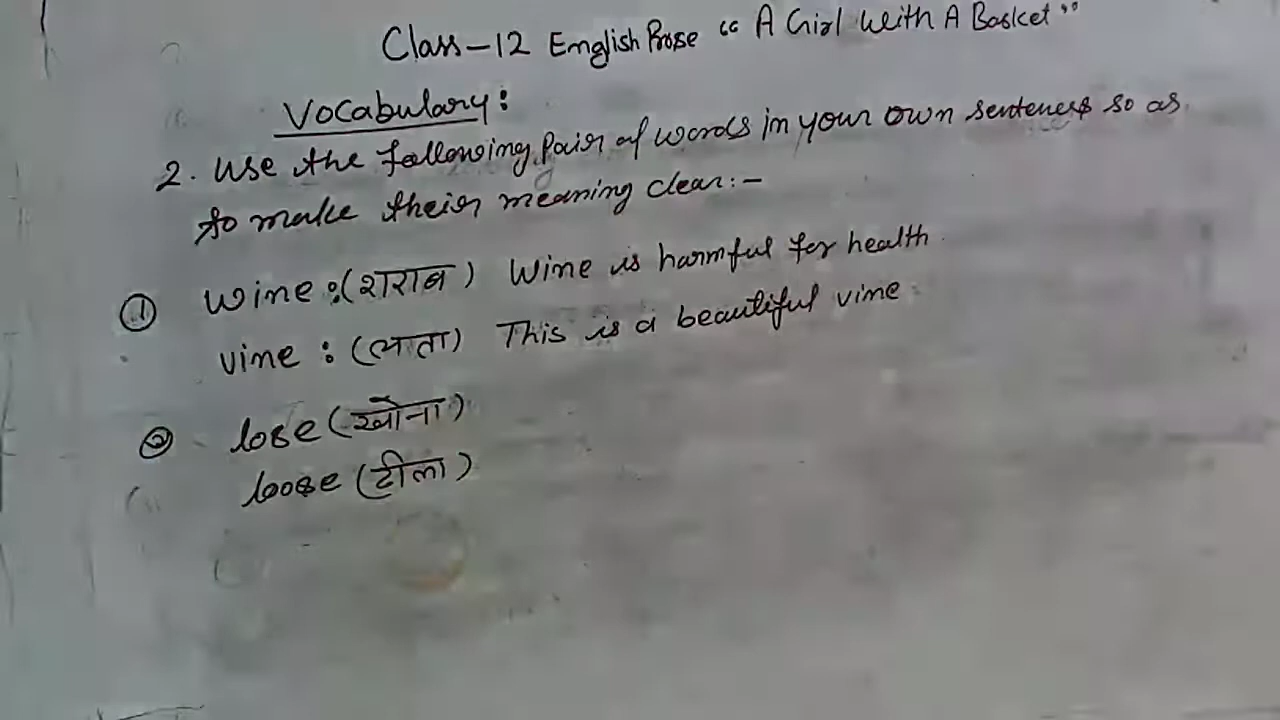 Class-12 English Prose "A Girl With A Basket"
Vocabulary:
2. Use the following pair of words in your own sentences so as
to make their meaning clear:-
① wine:(शराब) Wine is harmful for health
vine : (लता) This is a beautiful vine
② lose (खोना)
loose (ढीला)